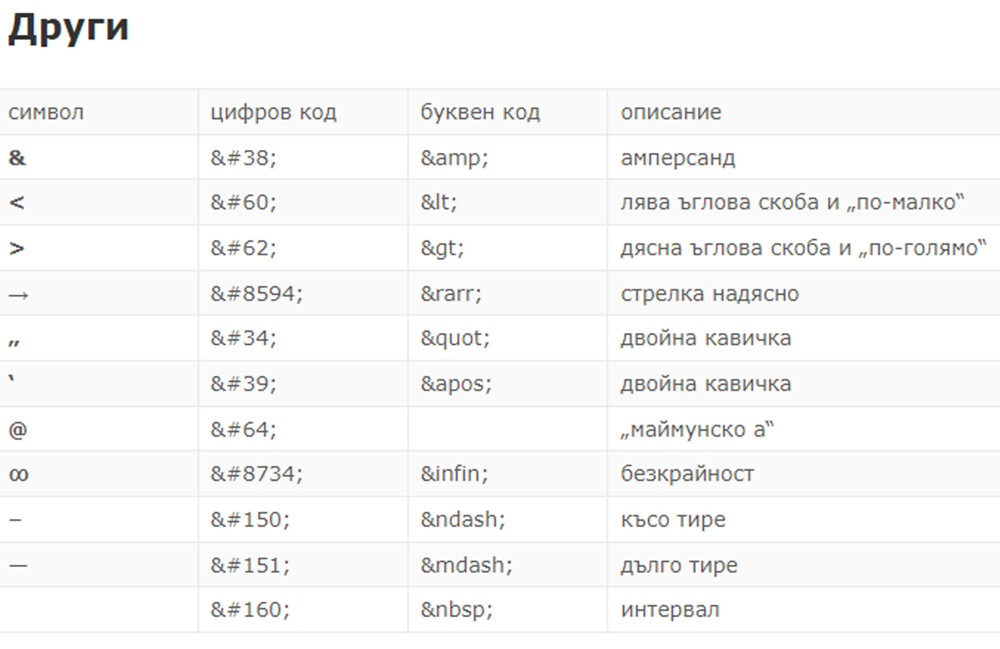 Други
символ цифров код буквен код описание
& &#38; &amp; амперсанд
< &#60; &lt; лява ъглова скоба и „по-малко“
> &#62; &gt; дясна ъглова скоба и „по-голямо“
→ &#8594; &rarr; стрелка надясно
„ &#34; &quot; двойна кавичка
‛ &#39; &apos; двойна кавичка
@ &#64; „маймунско а“
∞ &#8734; &infin; безкрайност
– &#150; &ndash; късо тире
— &#151; &mdash; дълго тире
&#160; &nbsp; интервал